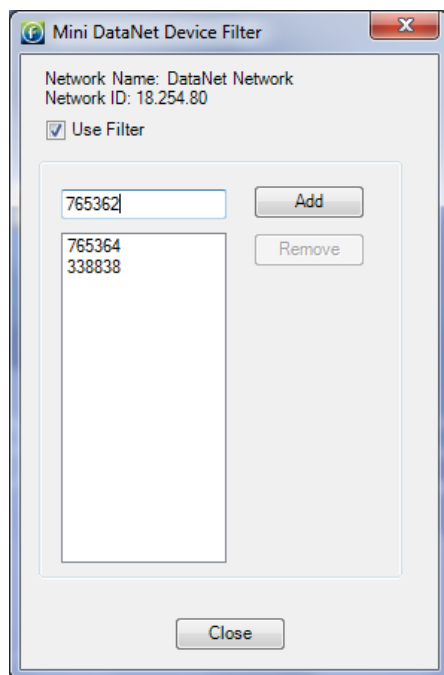 Mini DataNet Device Filter
Network Name: DataNet Network
Network ID: 18.254.80
Use Filter
765362
Add
765364
Remove
338838
Close